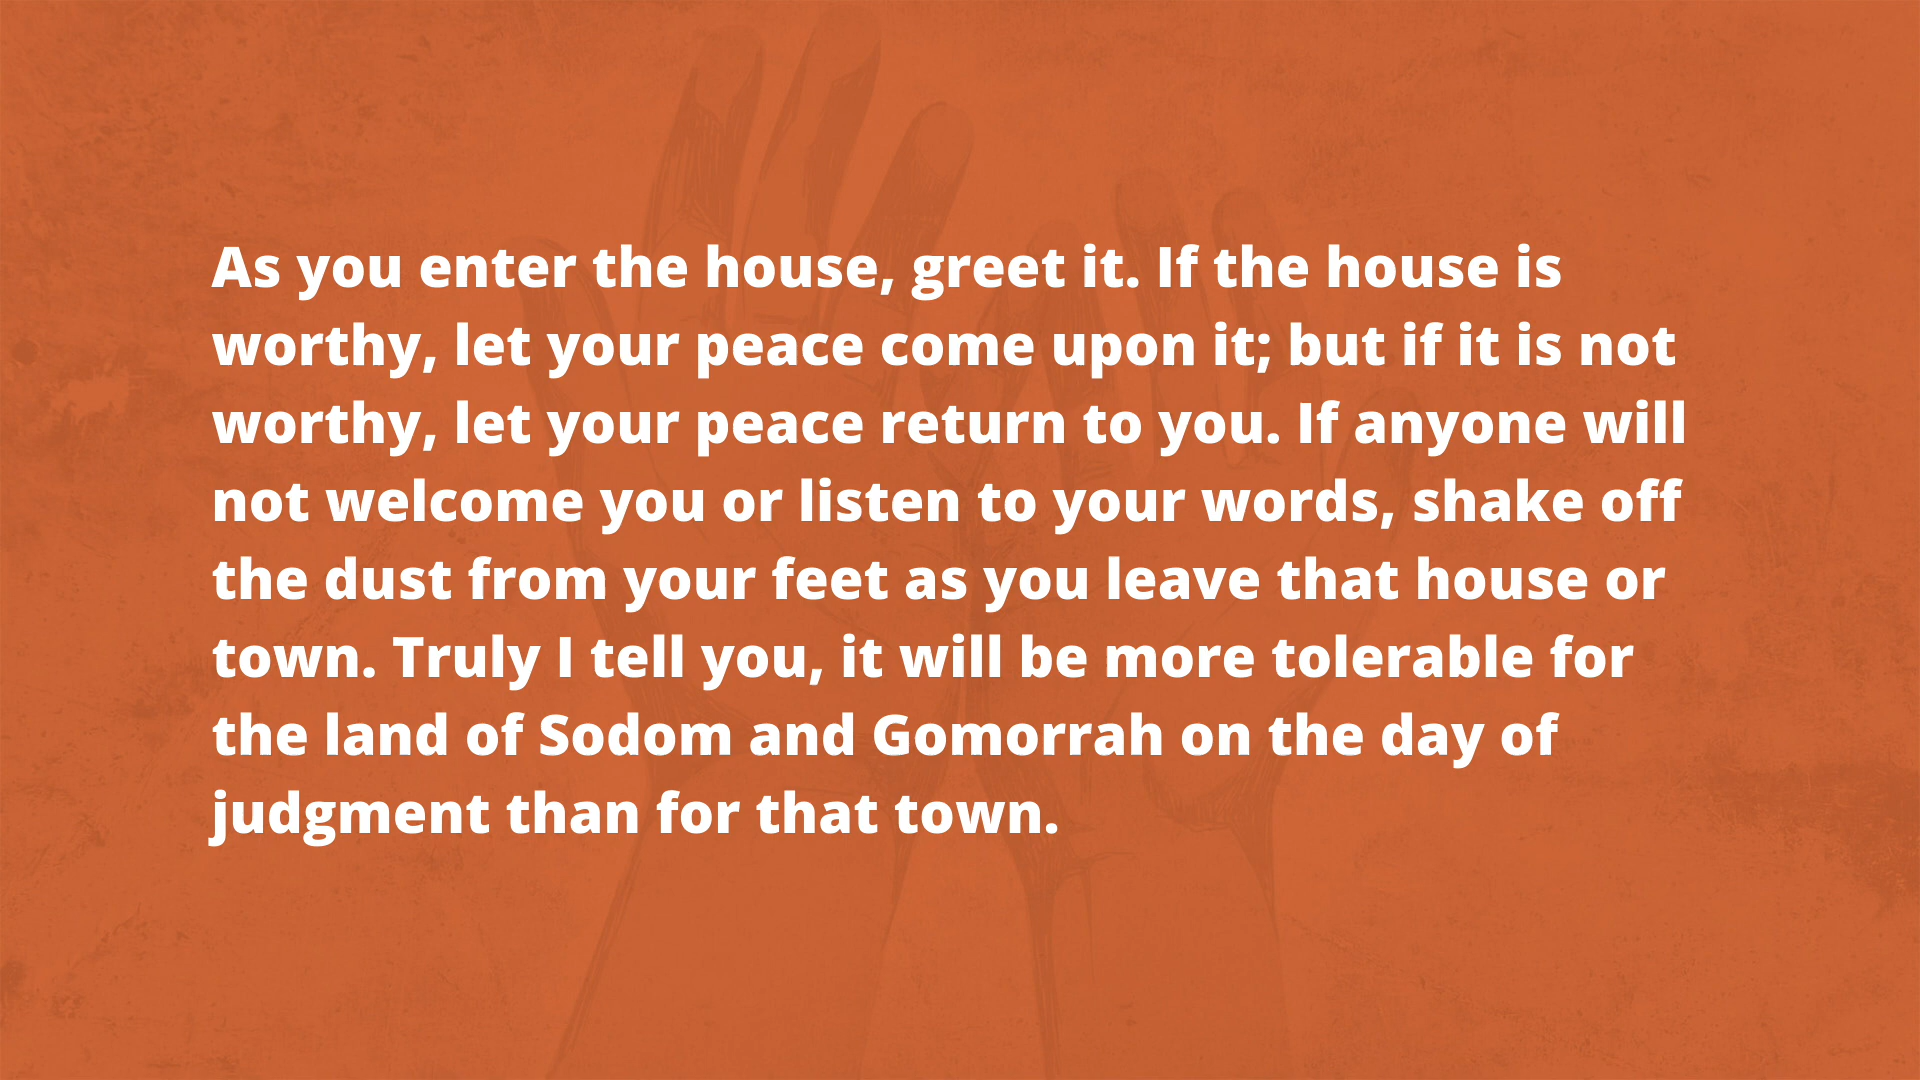 As you enter the house, greet it. If the house is
worthy, let your peace come upon it; but if it is not
worthy, let your peace return to you. If anyone will
not welcome you or listen to your words, shake off
the dust from your feet as you leave that house or
town. Truly I tell you, it will be more tolerable for
the land of Sodom and Gomorrah on the day of
judgment than for that town.